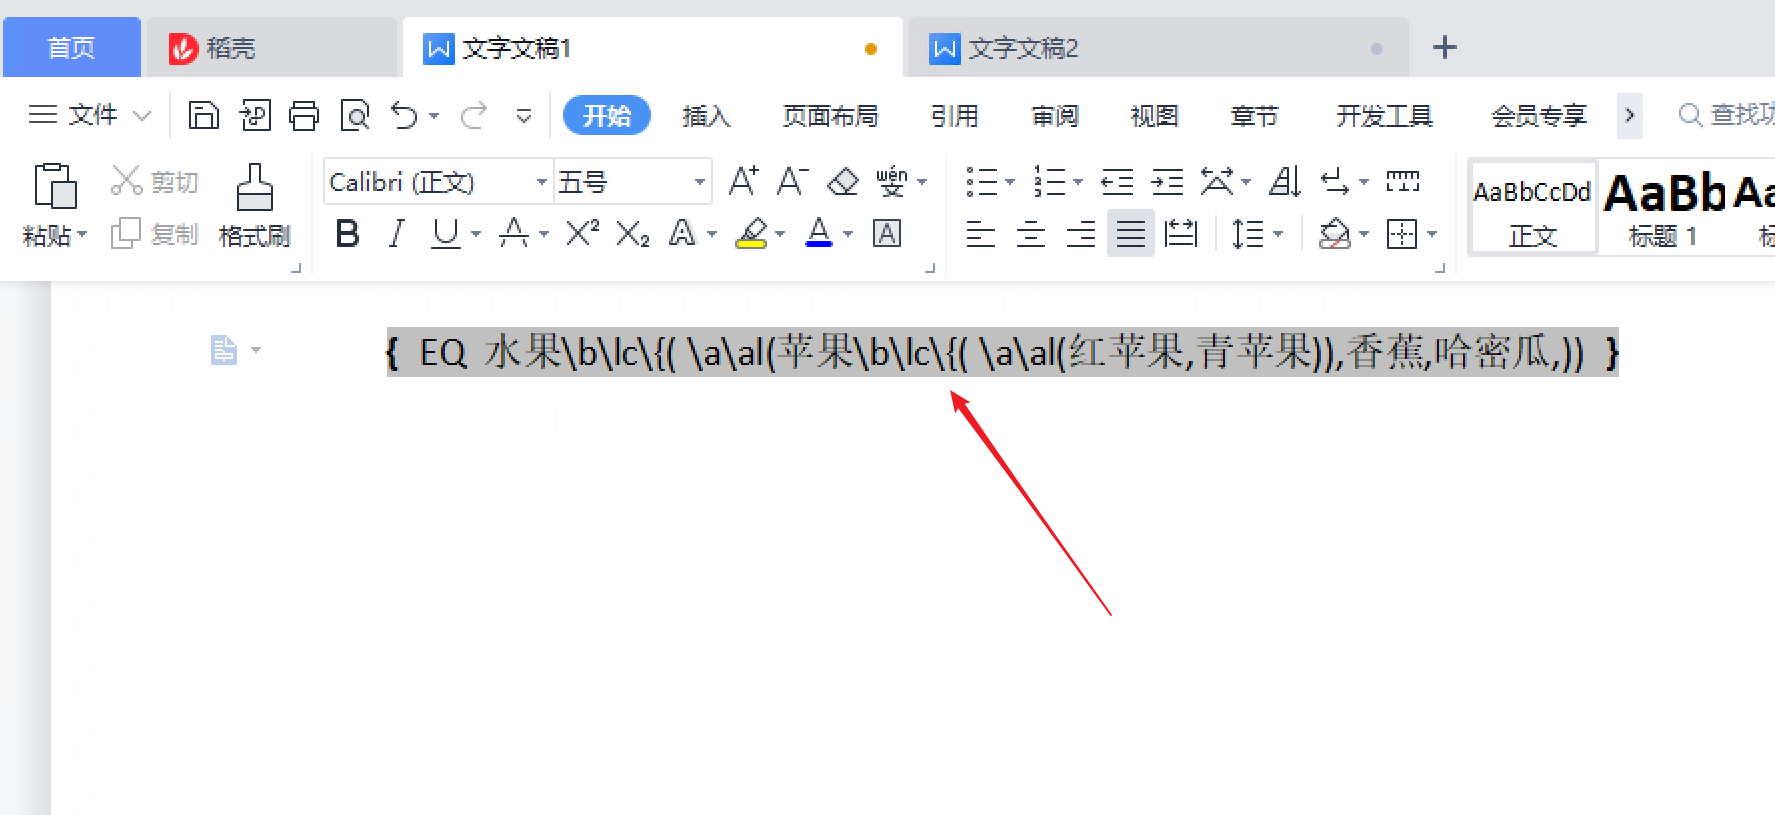 首页 稻壳 文字文稿1 文字文稿2
文件 开始 插入 页面布局 引用 审阅 视图 章节 开发工具 会员专享 查找功
剪切 Calibri (正文) 五号 A+ A- wén 文 AaBbCcDd AaBb Aa
粘贴 复制 格式刷 B I U A X² X₂ A A A 正文 标题 1 标
{ EQ 水果\b\lc\{( \a\al(苹果\b\lc\{( \a\al(红苹果,青苹果)),香蕉,哈密瓜,)) }